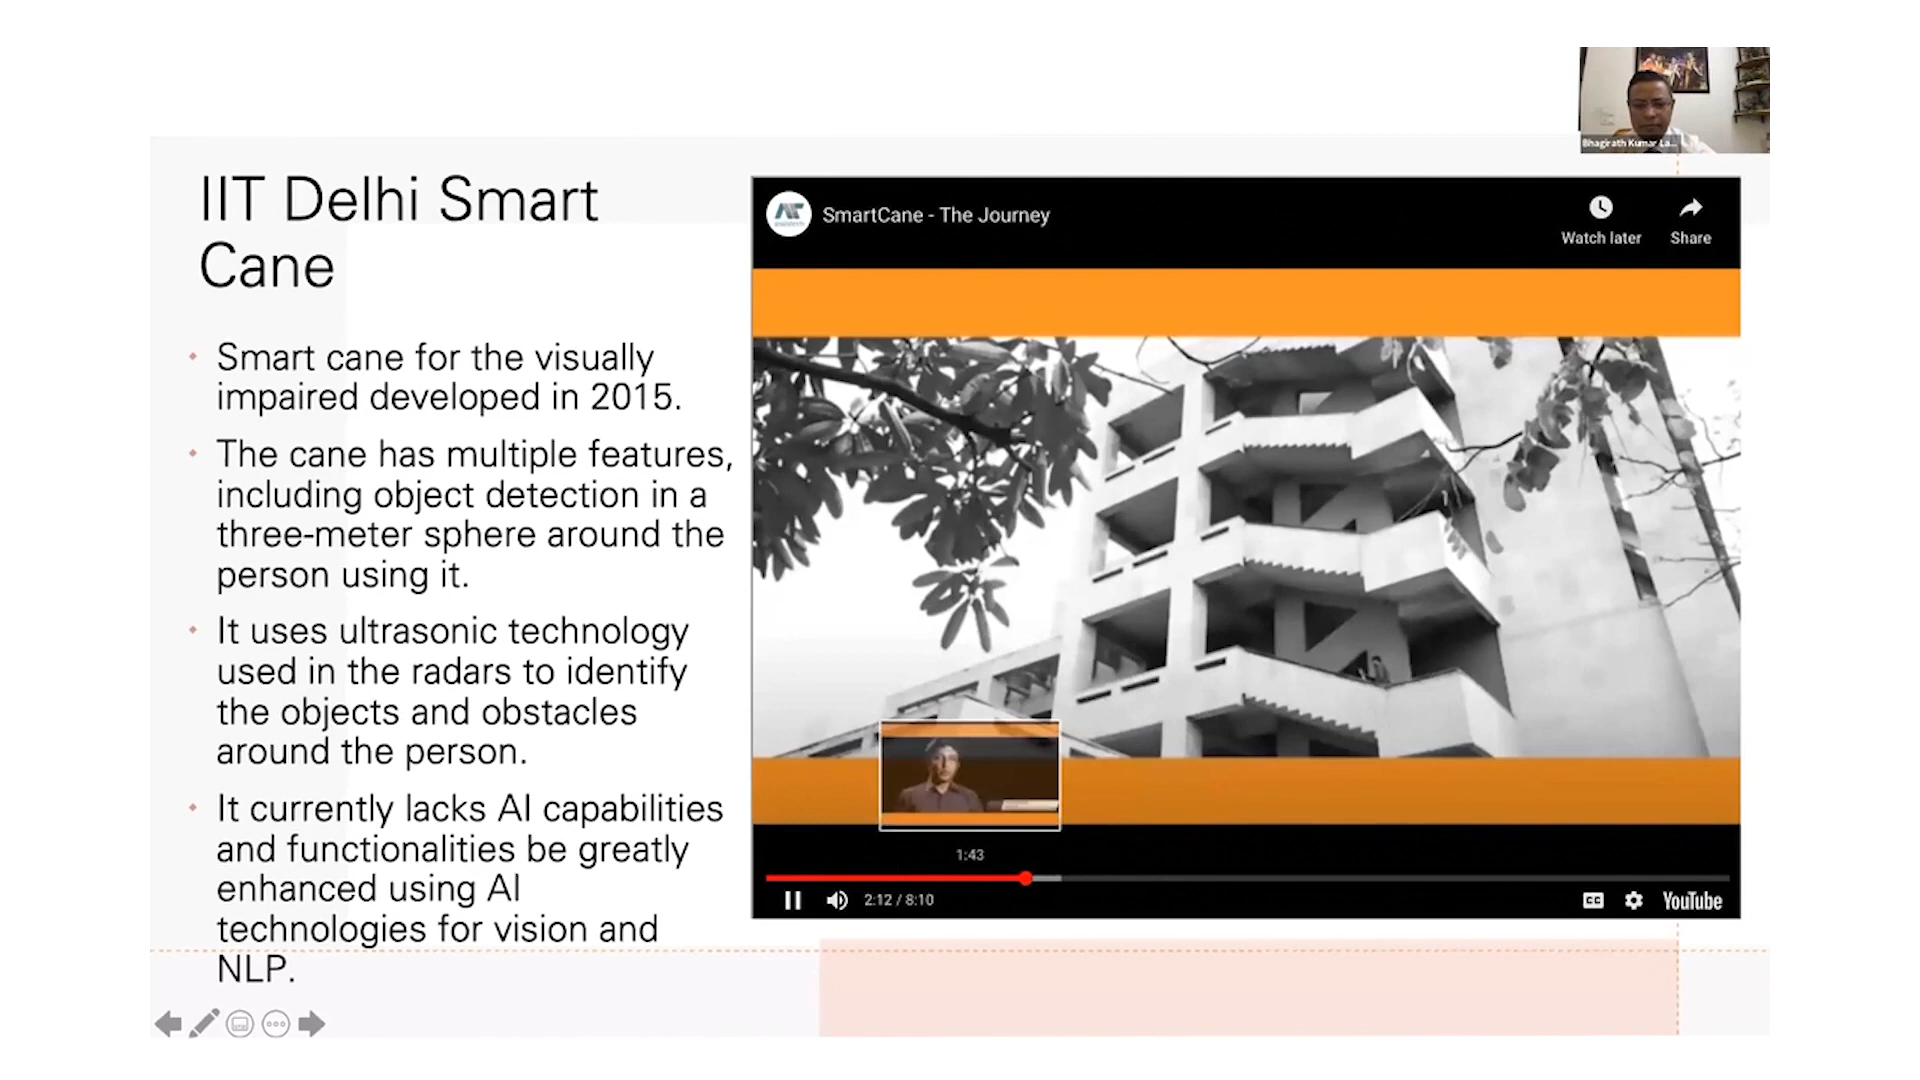 Bhagirath Kumar La...
IIT Delhi Smart
Cane
Smart cane for the visually
impaired developed in 2015.
The cane has multiple features,
including object detection in a
three-meter sphere around the
person using it.
It uses ultrasonic technology
used in the radars to identify
the objects and obstacles
around the person.
It currently lacks AI capabilities
and functionalities be greatly
enhanced using AI
technologies for vision and
NLP.
SmartCane - The Journey
Watch later
Share
1:43
2:12 / 8:10
CC
YouTube